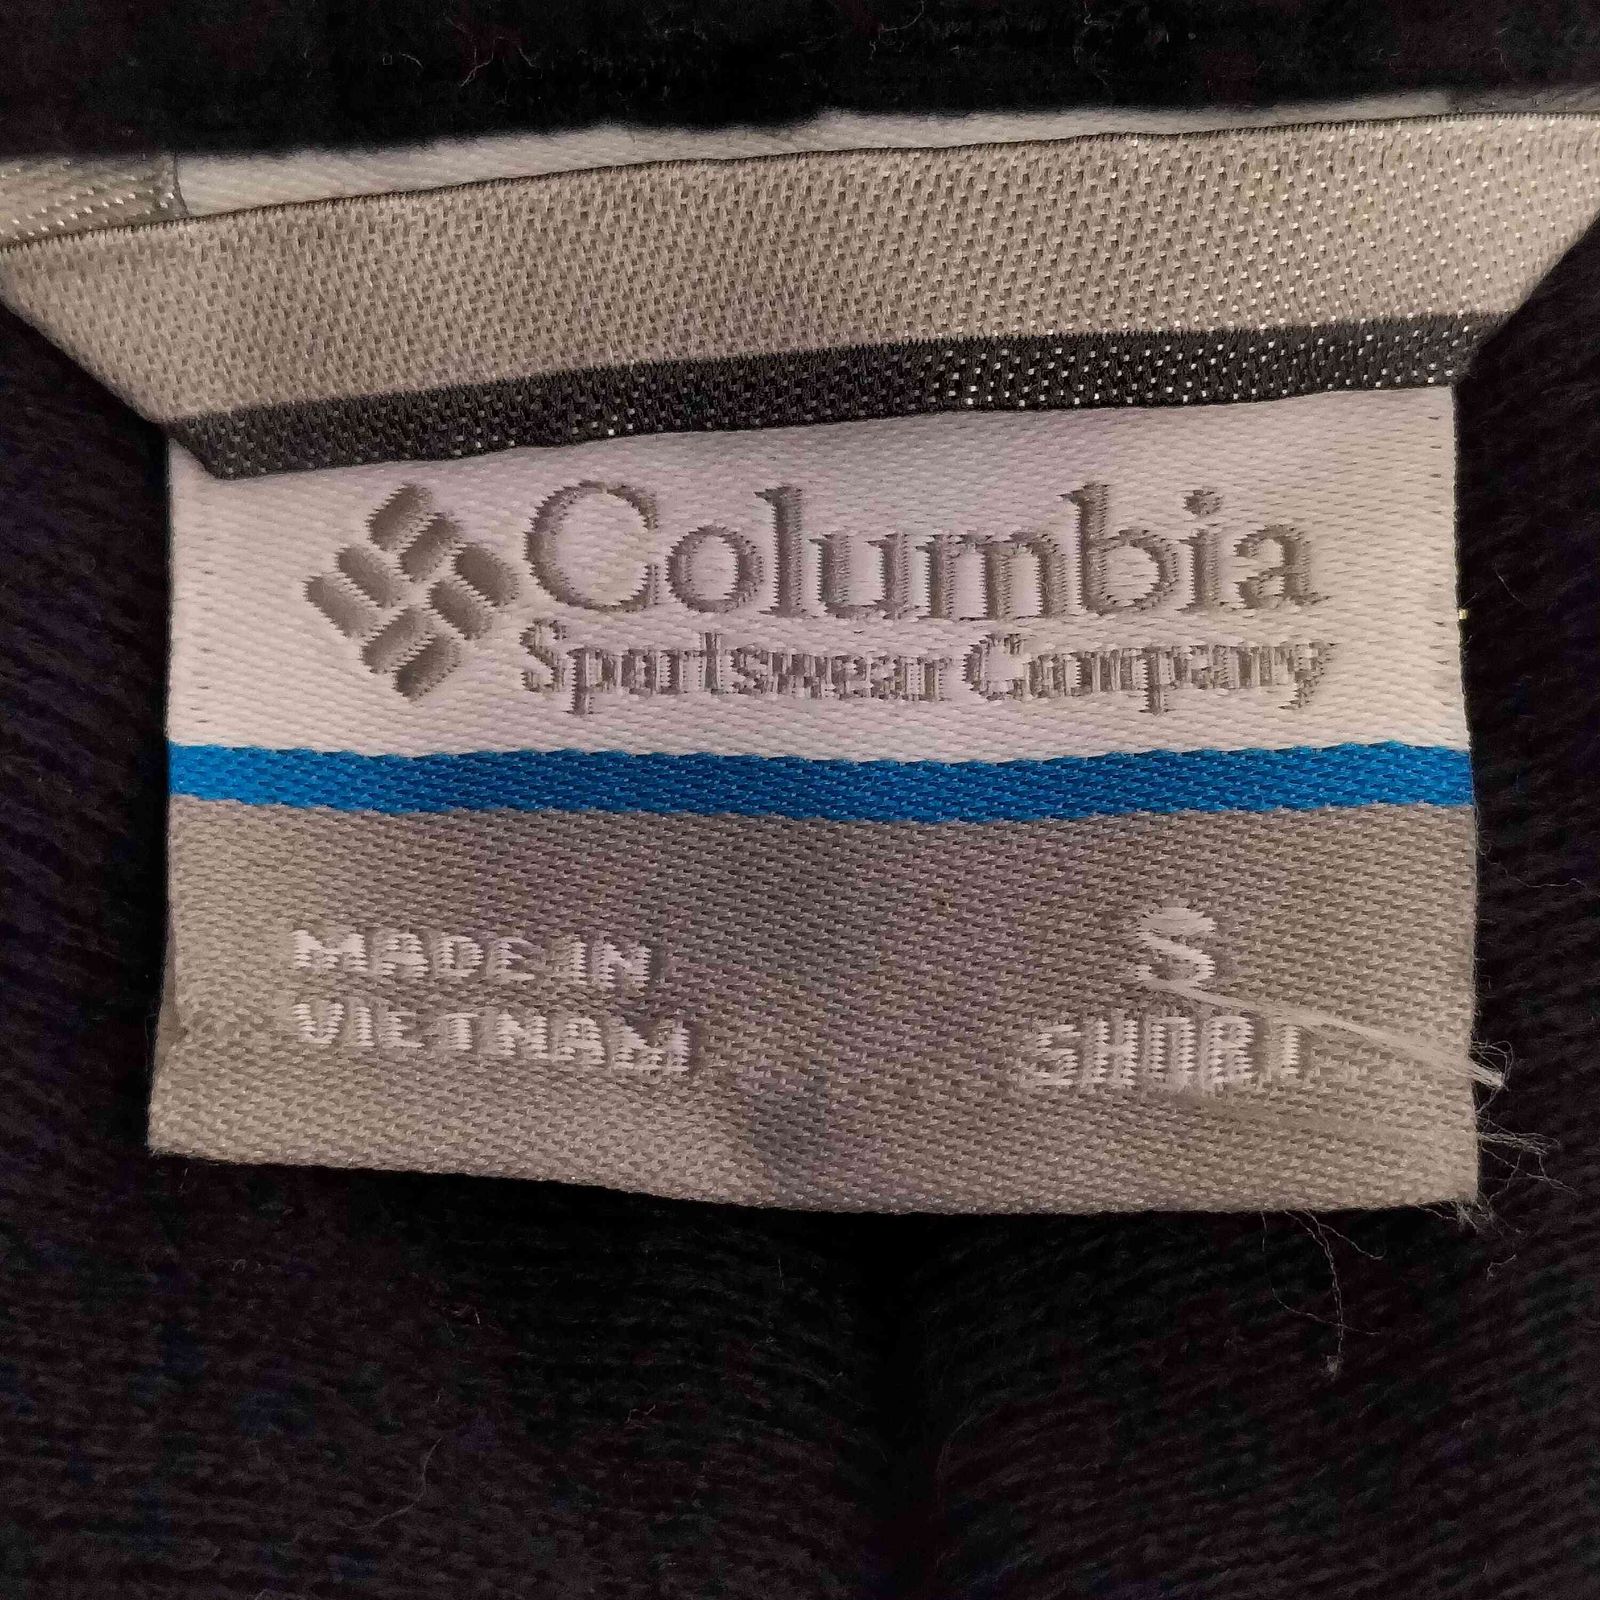 Columbia
Sportswear Company
MADE IN
VIETNAM
S
SHORT